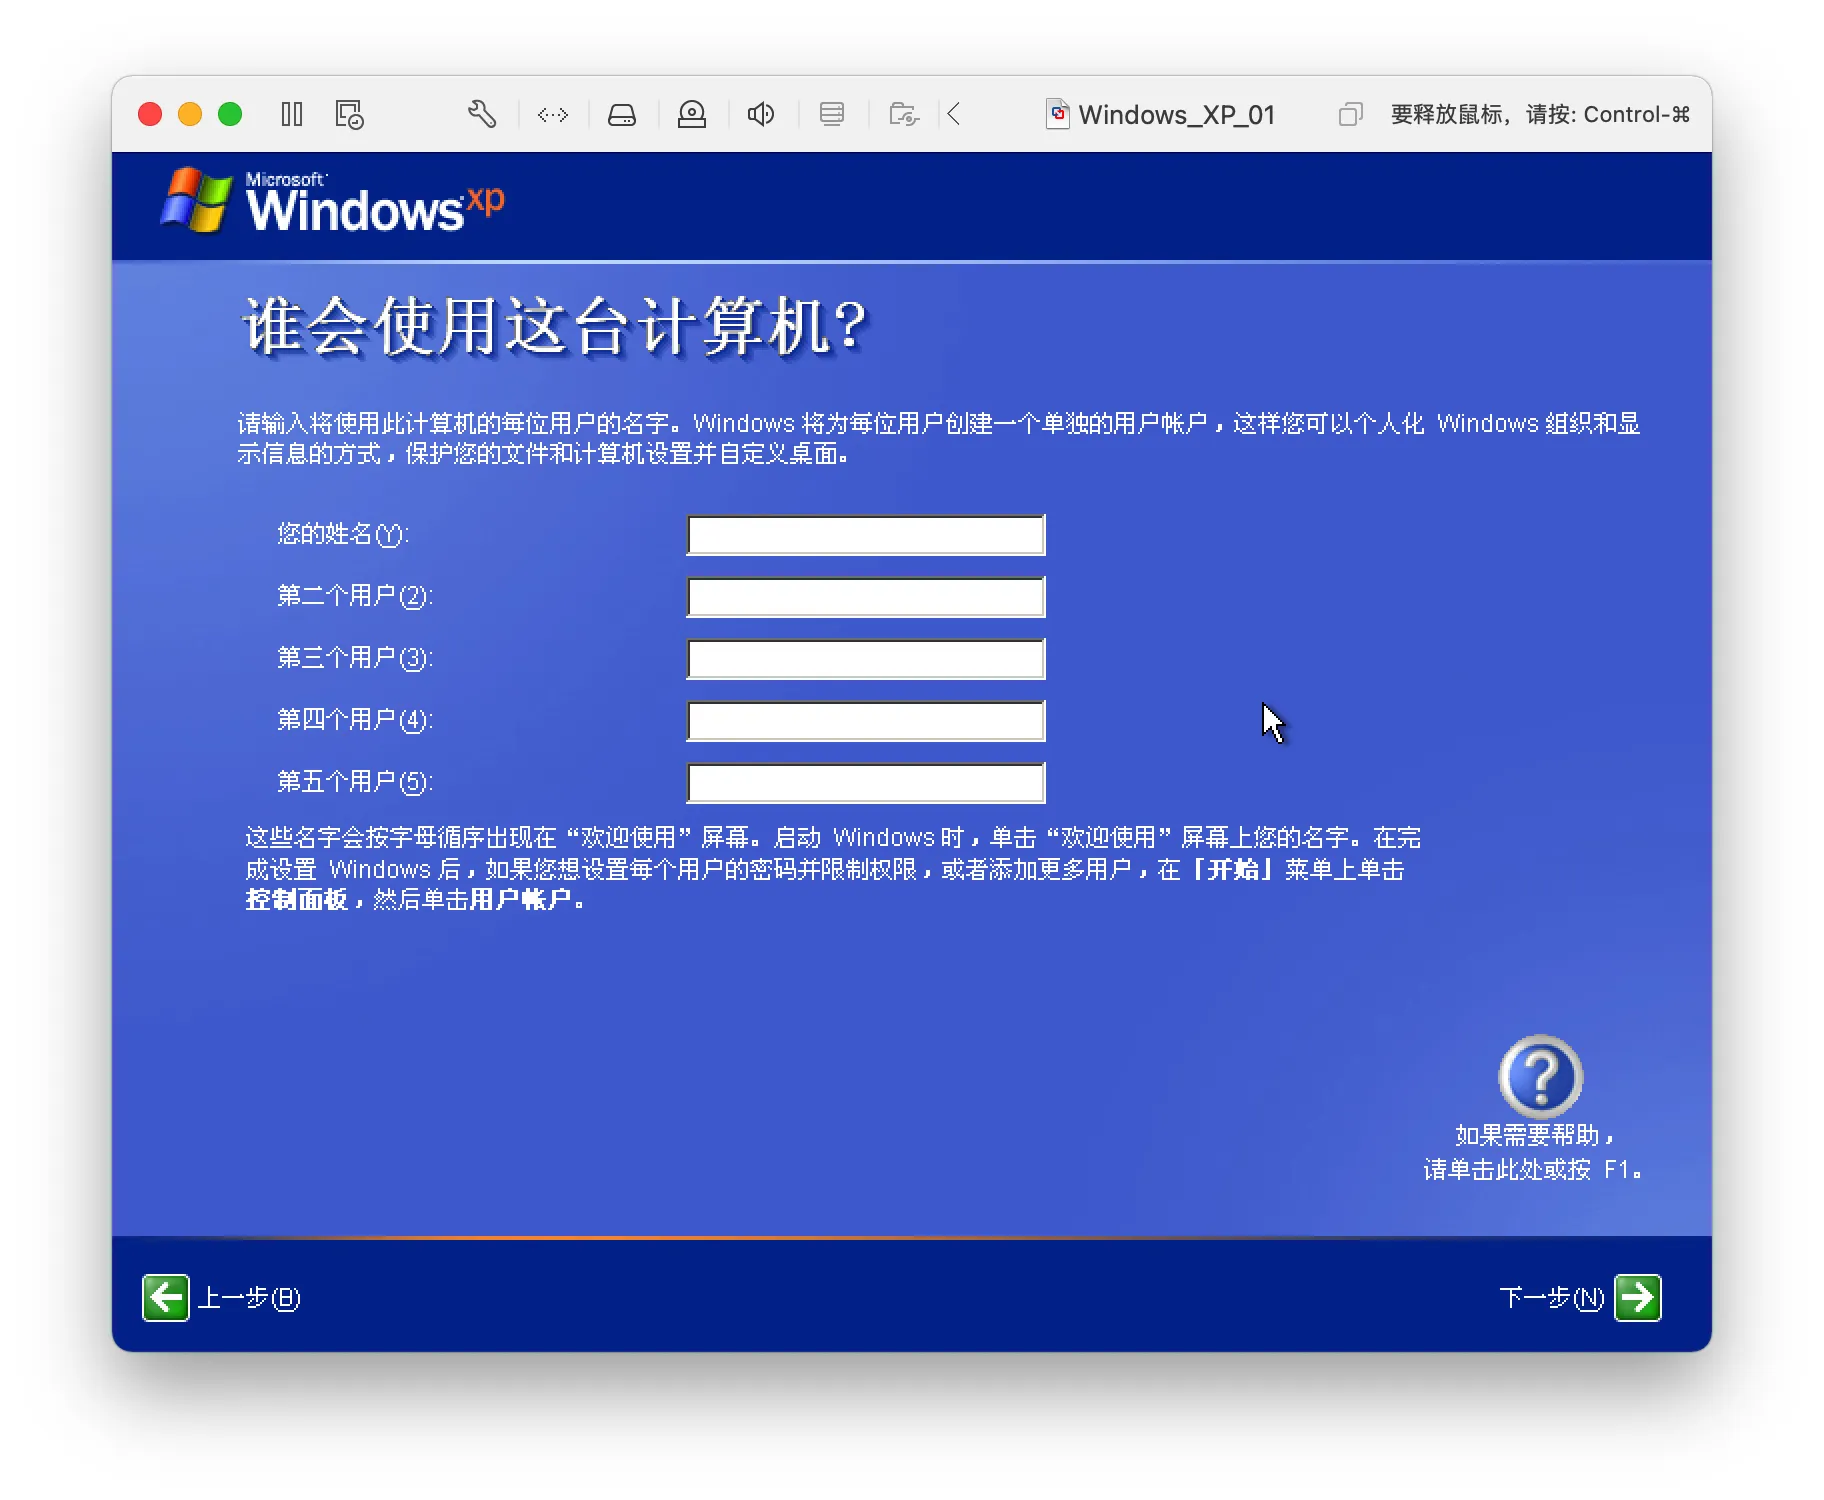 Windows_XP_01
要释放鼠标，请按: Control-⌘
Microsoft
Windows xp
谁会使用这台计算机?
请输入将使用此计算机的每位用户的名字。Windows 将为每位用户创建一个单独的用户帐户，这样您可以个人化 Windows 组织和显
示信息的方式，保护您的文件和计算机设置并自定义桌面。
您的姓名(Y):
第二个用户(2):
第三个用户(3):
第四个用户(4):
第五个用户(5):
这些名字会按字母循序出现在“欢迎使用”屏幕。启动 Windows 时，单击“欢迎使用”屏幕上您的名字。在完
成设置 Windows 后，如果您想设置每个用户的密码并限制权限，或者添加更多用户，在「开始」菜单上单击
控制面板，然后单击用户帐户。
如果需要帮助，
请单击此处或按 F1。
上一步(B)
下一步(N)